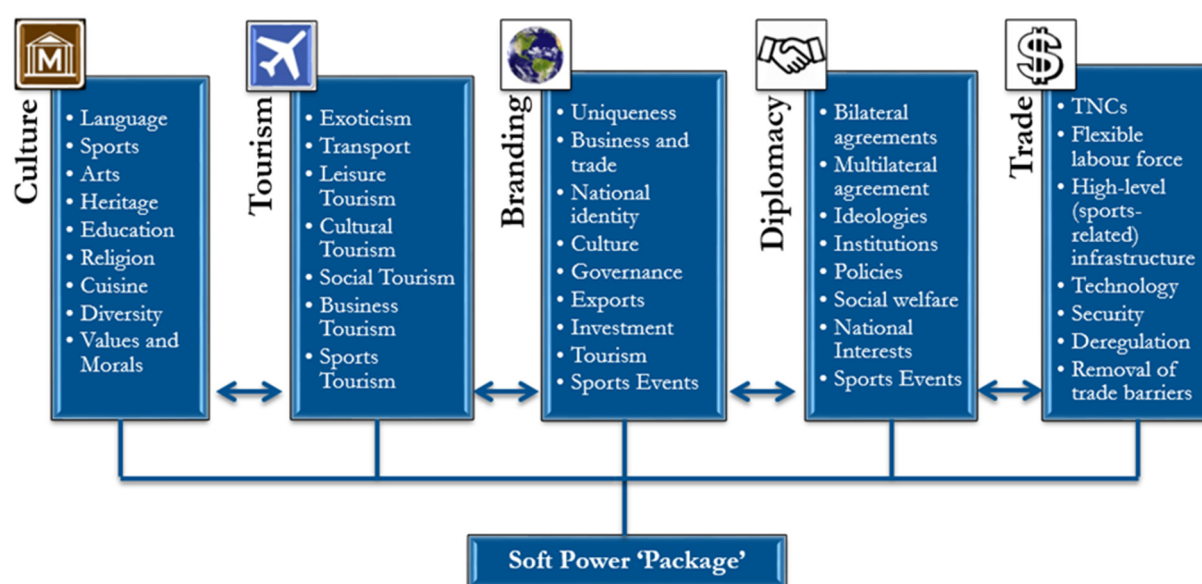 M
Culture
• Language
• Sports
• Arts
• Heritage
• Education
• Religion
• Cuisine
• Diversity
• Values and
Morals
Tourism
• Exoticism
• Transport
• Leisure
Tourism
• Cultural
Tourism
• Social Tourism
• Business
Tourism
• Sports
Tourism
Branding
• Uniqueness
• Business and
trade
• National
identity
• Culture
• Governance
• Exports
• Investment
• Tourism
• Sports Events
Diplomacy
• Bilateral
agreements
• Multilateral
agreement
• Ideologies
• Institutions
• Policies
• Social welfare
• National
Interests
• Sports Events
$
Trade
• TNCs
• Flexible
labour force
• High-level
(sports-
related)
infrastructure
• Technology
• Security
• Deregulation
• Removal of
trade barriers
Soft Power ‘Package’